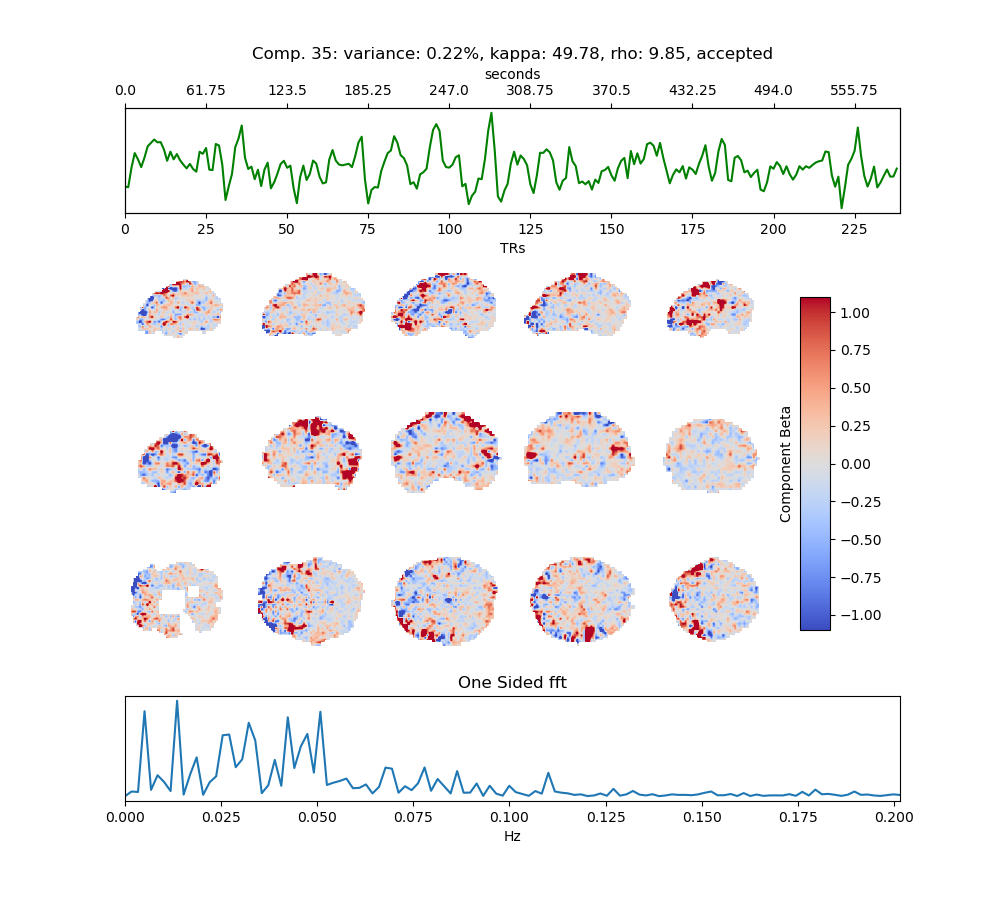 Comp. 35: variance: 0.22%, kappa: 49.78, rho: 9.85, accepted
seconds
0.0 61.75 123.5 185.25 247.0 308.75 370.5 432.25 494.0 555.75
0 25 50 75 100 125 150 175 200 225
TRs
1.00
0.75
0.50
0.25
0.00
−0.25
−0.50
−0.75
−1.00
Component Beta
One Sided fft
0.000 0.025 0.050 0.075 0.100 0.125 0.150 0.175 0.200
Hz